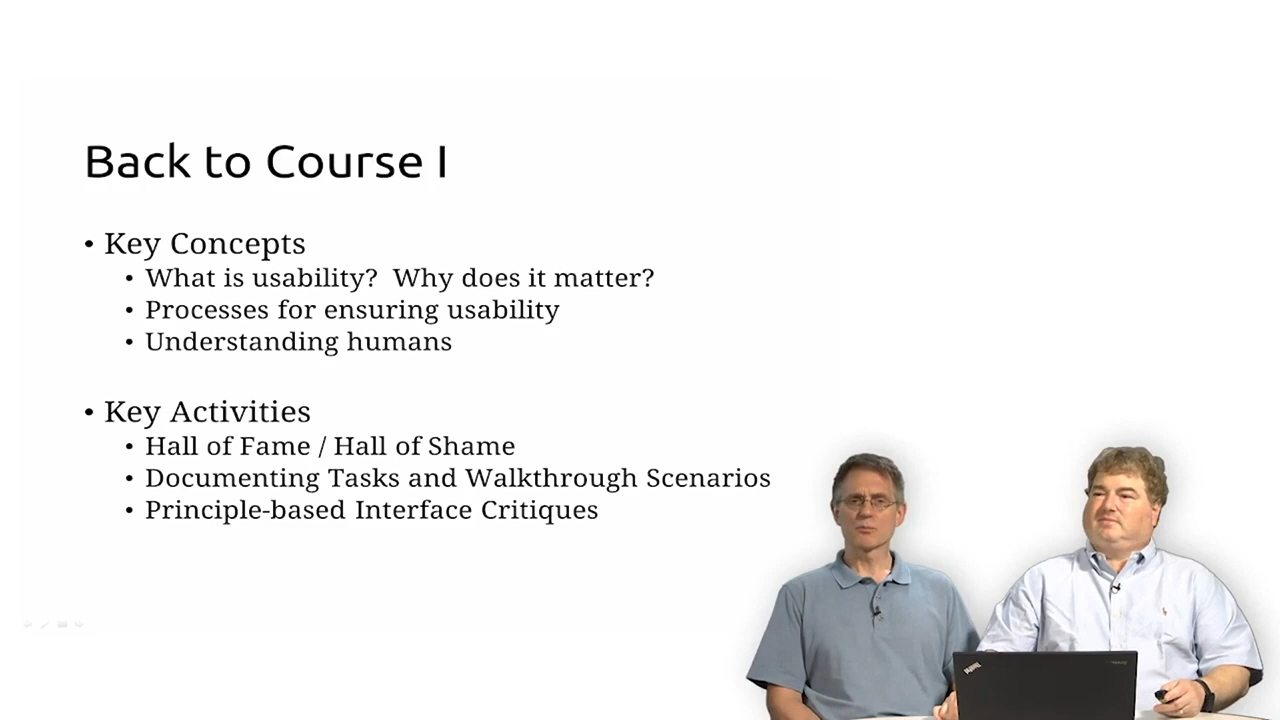 Back to Course I
• Key Concepts
• What is usability? Why does it matter?
• Processes for ensuring usability
• Understanding humans
• Key Activities
• Hall of Fame / Hall of Shame
• Documenting Tasks and Walkthrough Scenarios
• Principle-based Interface Critiques